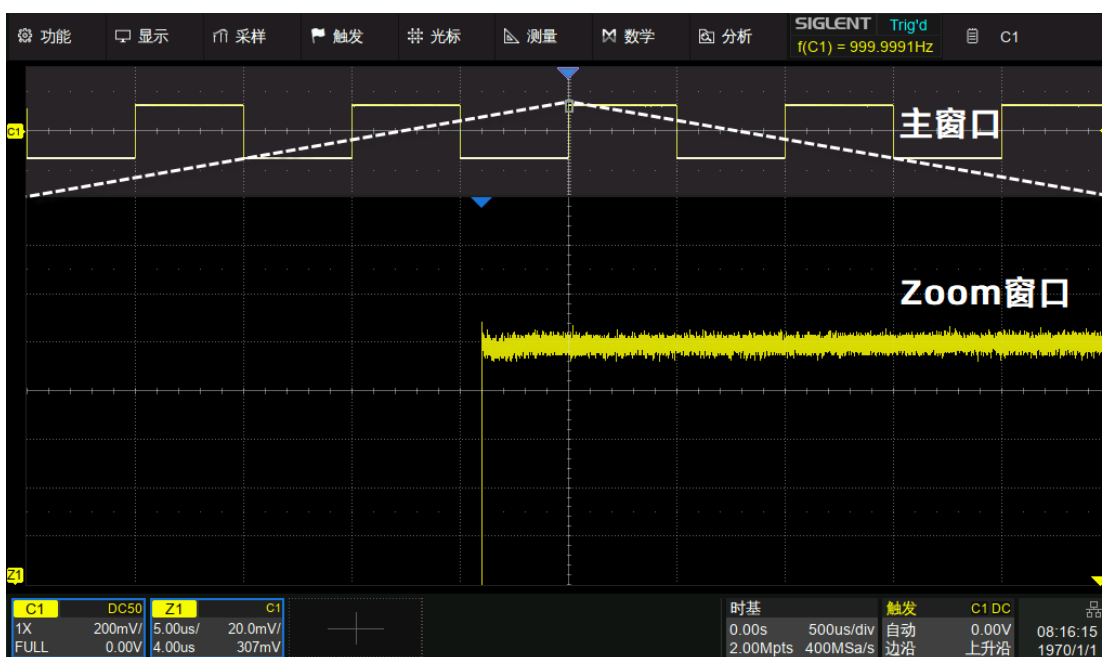 功能 显示 采样 触发 光标 测量 数学 分析 SIGLENT Trig'd C1
f(C1) = 999.9991Hz
C1
主窗口
Zoom窗口
Z1
C1 DC50 Z1 C1 时基 触发 C1 DC
1X 200mV/ 5.00us/ 20.0mV/ 0.00s 500us/div 自动 0.00V 08:16:15
FULL 0.00V 4.00us 307mV 2.00Mpts 400MSa/s 边沿 上升沿 1970/1/1